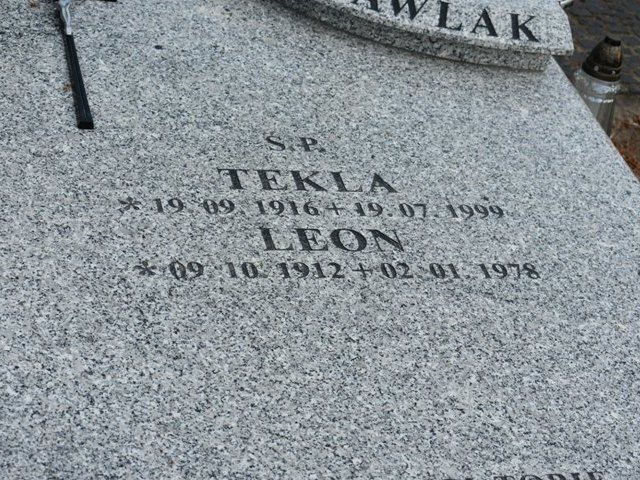 AWLAK
Ś.P.
TEKLA
* 19. 09. 1916 + 19. 07. 1999
LEON
* 09. 10. 1912 + 02. 01. 1978